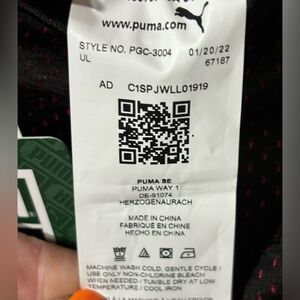 www.puma.com
STYLE NO. PGC-3004 01/20/22
UL 67187
AD C1SPJWLL01919
PUMA SE
PUMA WAY 1
DE-91074
HERZOGENAURACH
MADE IN CHINA
FABRIQUÉ EN CHINE
HECHO EN CHINA
MACHINE WASH COLD, GENTLE CYCLE /
USE ONLY NON-CHLORINE BLEACH
WHEN NEEDED / TUMBLE DRY AT LOW
TEMPERATURE / COOL IRON